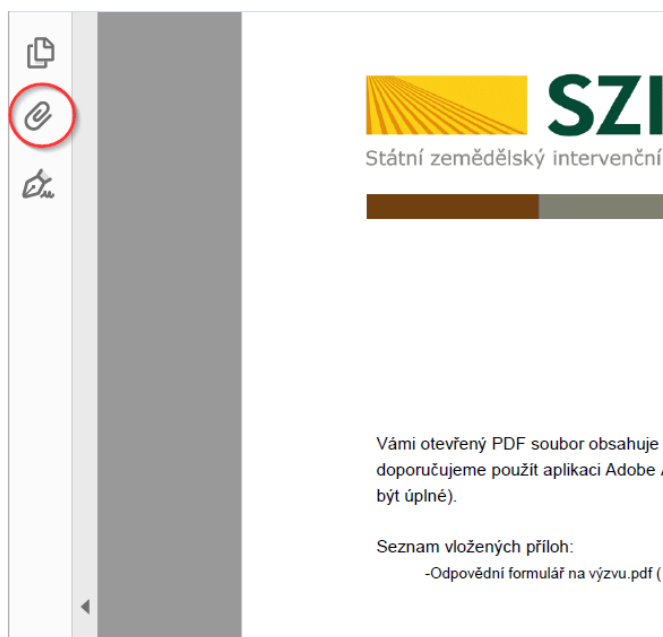 SZI
Státní zemědělský intervenční
Vámi otevřený PDF soubor obsahuje
doporučujeme použít aplikaci Adobe
být úplné).
Seznam vložených příloh:
-Odpovědní formulář na výzvu.pdf (